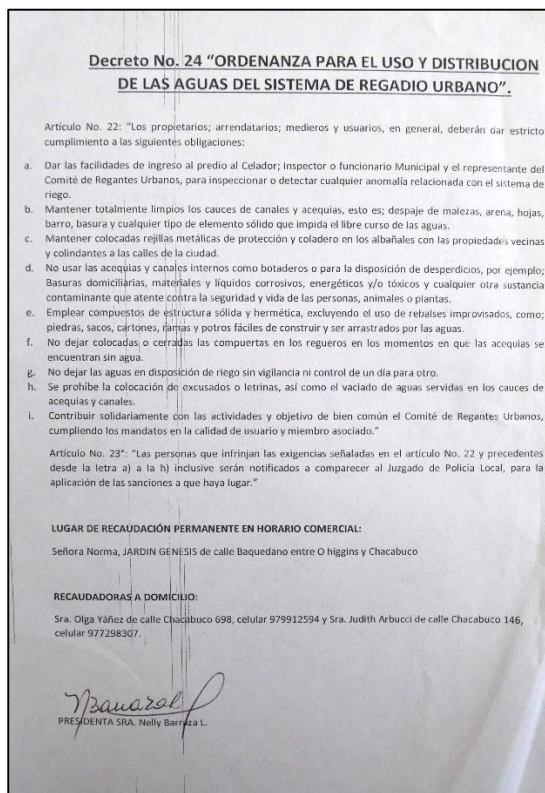 Decreto No. 24 “ORDENANZA PARA EL USO Y DISTRIBUCION
DE LAS AGUAS DEL SISTEMA DE REGADIO URBANO”.
Artículo No. 22: “Los propietarios; arrendatarios; medieros y usuarios, en general, deberán dar estricto
cumplimiento a las siguientes obligaciones:
a. Dar las facilidades de ingreso al predio al Celador; Inspector o funcionario Municipal y el representante del
Comité de Regantes Urbanos, para inspeccionar o detectar cualquier anomalía relacionada con el sistema de
riego.
b. Mantener totalmente limpios los cauces de canales y acequias, esto es; despaje de malezas, arena, hojas,
barro, basura y cualquier tipo de elemento sólido que impida el libre curso de las aguas.
c. Mantener colocadas rejillas metálicas de protección y coladero en los albañales con las propiedades vecinas
y colindantes a las calles de la ciudad.
d. No usar las acequias y canales internos como botaderos o para la disposición de desperdicios, por ejemplo;
Basuras domiciliarias, materiales y líquidos corrosivos, energéticos y/o tóxicos y cualquier otra sustancia
contaminante que atente contra la seguridad y vida de las personas, animales o plantas.
e. Emplear compuestos de estructura sólida y hermética, excluyendo el uso de rebalses improvisados, como;
piedras, sacos, cartones, ramas y potros fáciles de construir y ser arrastrados por las aguas.
f. No dejar colocadas o cerradas las compuertas en los regueros en los momentos en que las acequias se
encuentran sin agua.
g. No dejar las aguas en disposición de riego sin vigilancia ni control de un día para otro.
h. Se prohíbe la colocación de excusados o letrinas, así como el vaciado de aguas servidas en los cauces de
acequias y canales.
i. Contribuir solidariamente con las actividades y objetivo de bien común el Comité de Regantes Urbanos,
cumpliendo los mandatos en la calidad de usuario y miembro asociado.”
Artículo No. 23°: “Las personas que infrinjan las exigencias señaladas en el artículo No. 22 y precedentes
desde la letra a) a la h) inclusive serán notificados a comparecer al Juzgado de Policía Local, para la
aplicación de las sanciones a que haya lugar.”
LUGAR DE RECAUDACIÓN PERMANENTE EN HORARIO COMERCIAL:
Señora Norma, JARDIN GENESIS de calle Baquedano entre O higgins y Chacabuco
RECAUDADORAS A DOMICILIO:
Sra. Olga Yáñez de calle Chacabuco 698, celular 979912594 y Sra. Judith Arbucci de calle Chacabuco 146,
celular 977298307.
PRESIDENTA SRA. Nelly Barraza L.